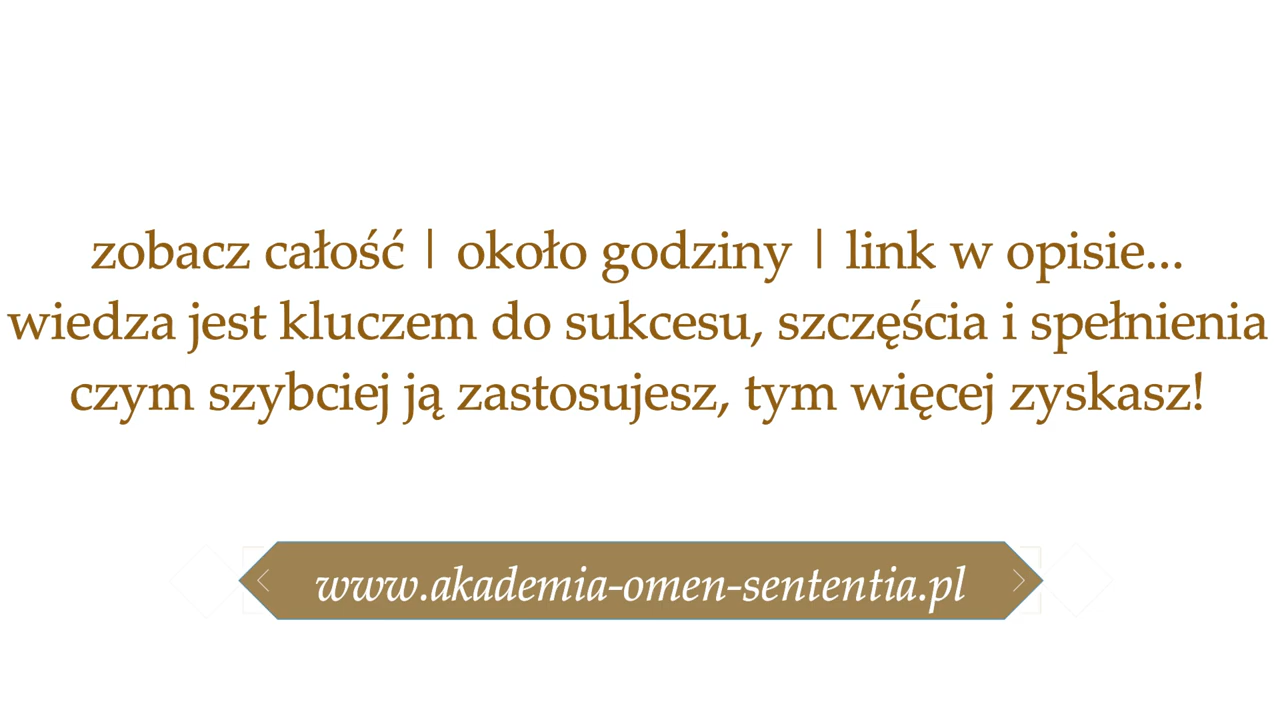 zobacz całość | około godziny | link w opisie...
wiedza jest kluczem do sukcesu, szczęścia i spełnienia
czym szybciej ją zastosujesz, tym więcej zyskasz!
www.akademia-omen-sententia.pl